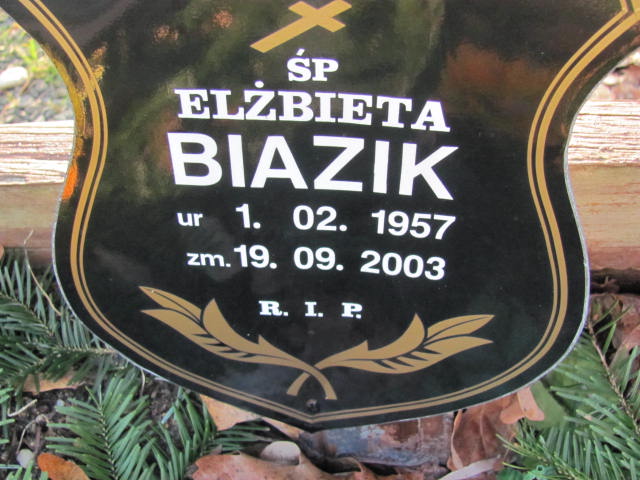 ŚP
ELŻBIETA
BIAZIK
ur 1. 02. 1957
zm. 19. 09. 2003
R. I. P.